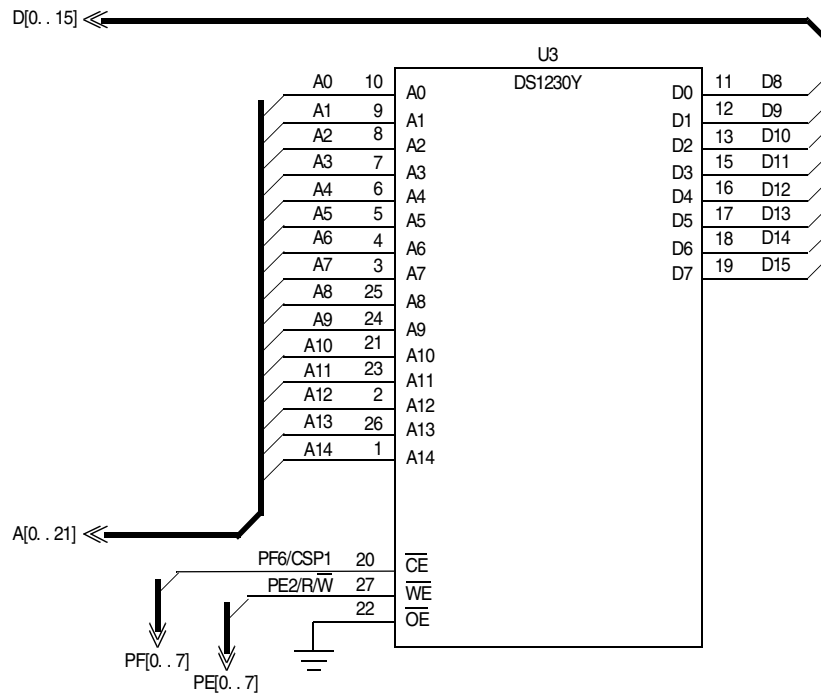 D[0. . 15]
U3
DS1230Y
A0 10 A0 D0 11 D8
A1 9 A1 D1 12 D9
A2 8 A2 D2 13 D10
A3 7 A3 D3 15 D11
A4 6 A4 D4 16 D12
A5 5 A5 D5 17 D13
A6 4 A6 D6 18 D14
A7 3 A7 D7 19 D15
A8 25 A8
A9 24 A9
A10 21 A10
A11 23 A11
A12 2 A12
A13 26 A13
A14 1 A14
A[0. . 21]
PF6/CSP1 20 C̅E̅
PE2/R/W̅ 27 W̅E̅
22 O̅E̅
PF[0. . 7]
PE[0. . 7]